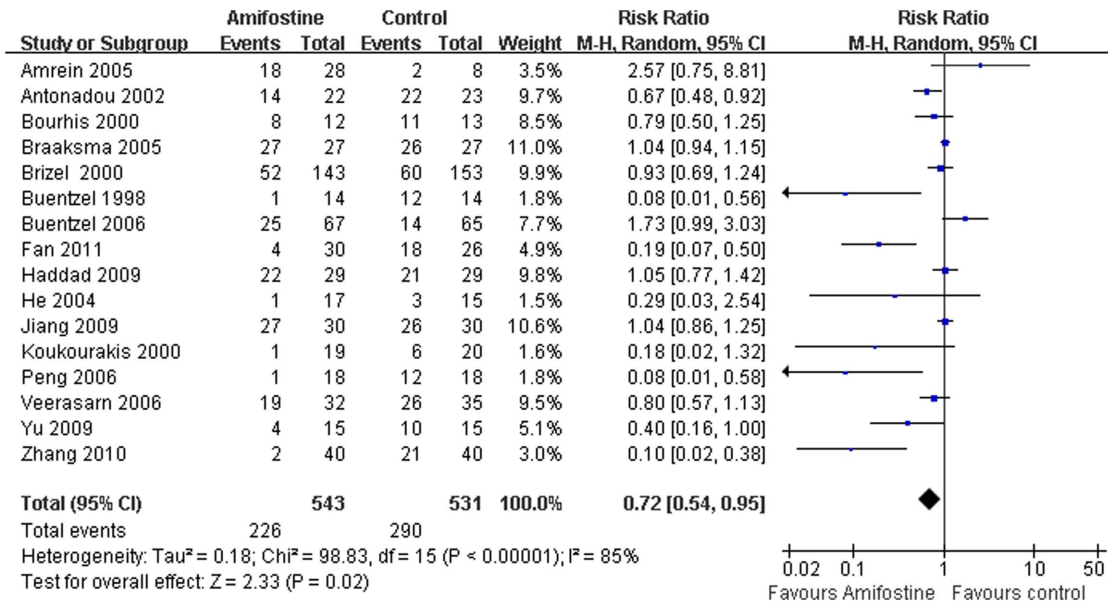 Amifostine Control Risk Ratio Risk Ratio
Study or Subgroup Events Total Events Total Weight M-H, Random, 95% CI M-H, Random, 95% CI
Amrein 2005 18 28 2 8 3.5% 2.57 [0.75, 8.81]
Antonadou 2002 14 22 22 23 9.7% 0.67 [0.48, 0.92]
Bourhis 2000 8 12 11 13 8.5% 0.79 [0.50, 1.25]
Braaksma 2005 27 27 26 27 11.0% 1.04 [0.94, 1.15]
Brizel 2000 52 143 60 153 9.9% 0.93 [0.69, 1.24]
Buentzel 1998 1 14 12 14 1.8% 0.08 [0.01, 0.56]
Buentzel 2006 25 67 14 65 7.7% 1.73 [0.99, 3.03]
Fan 2011 4 30 18 26 4.9% 0.19 [0.07, 0.50]
Haddad 2009 22 29 21 29 9.8% 1.05 [0.77, 1.42]
He 2004 1 17 3 15 1.5% 0.29 [0.03, 2.54]
Jiang 2009 27 30 26 30 10.6% 1.04 [0.86, 1.25]
Koukourakis 2000 1 19 6 20 1.6% 0.18 [0.02, 1.32]
Peng 2006 1 18 12 18 1.8% 0.08 [0.01, 0.58]
Veerasarn 2006 19 32 26 35 9.5% 0.80 [0.57, 1.13]
Yu 2009 4 15 10 15 5.1% 0.40 [0.16, 1.00]
Zhang 2010 2 40 21 40 3.0% 0.10 [0.02, 0.38]
Total (95% CI) 543 531 100.0% 0.72 [0.54, 0.95]
Total events 226 290
Heterogeneity: Tau² = 0.18; Chi² = 98.83, df = 15 (P < 0.00001); I² = 85%
Test for overall effect: Z = 2.33 (P = 0.02)
0.02 0.1 1 10 50
Favours Amifostine Favours control